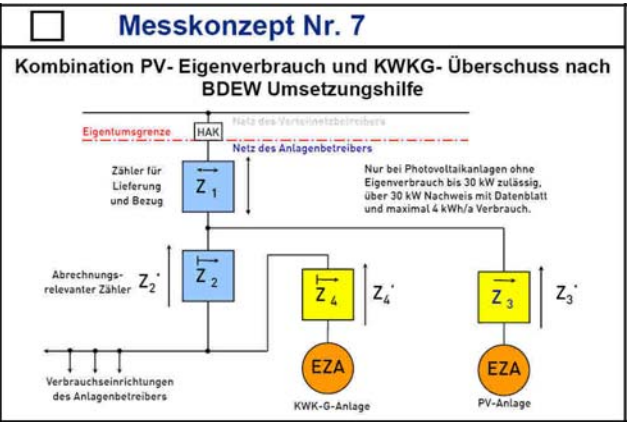 Messkonzept Nr. 7
Kombination PV- Eigenverbrauch und KWKG- Überschuss nach
BDEW Umsetzungshilfe
Netz des Verteilnetzbetreibers
Eigentumsgrenze
HAK
Netz des Anlagenbetreibers
Zähler für
Lieferung
und Bezug
Z 1
Nur bei Photovoltaikanlagen ohne
Eigenverbrauch bis 30 kW zulässig,
über 30 kW Nachweis mit Datenblatt
und maximal 4 kWh/a Verbrauch.
Abrechnungs-
relevanter Zähler
Z2+
Z 2
Z 4
Z4+
Z 3
Z3+
EZA
EZA
Verbrauchseinrichtungen
des Anlagenbetreibers
KWK-G-Anlage
PV-Anlage